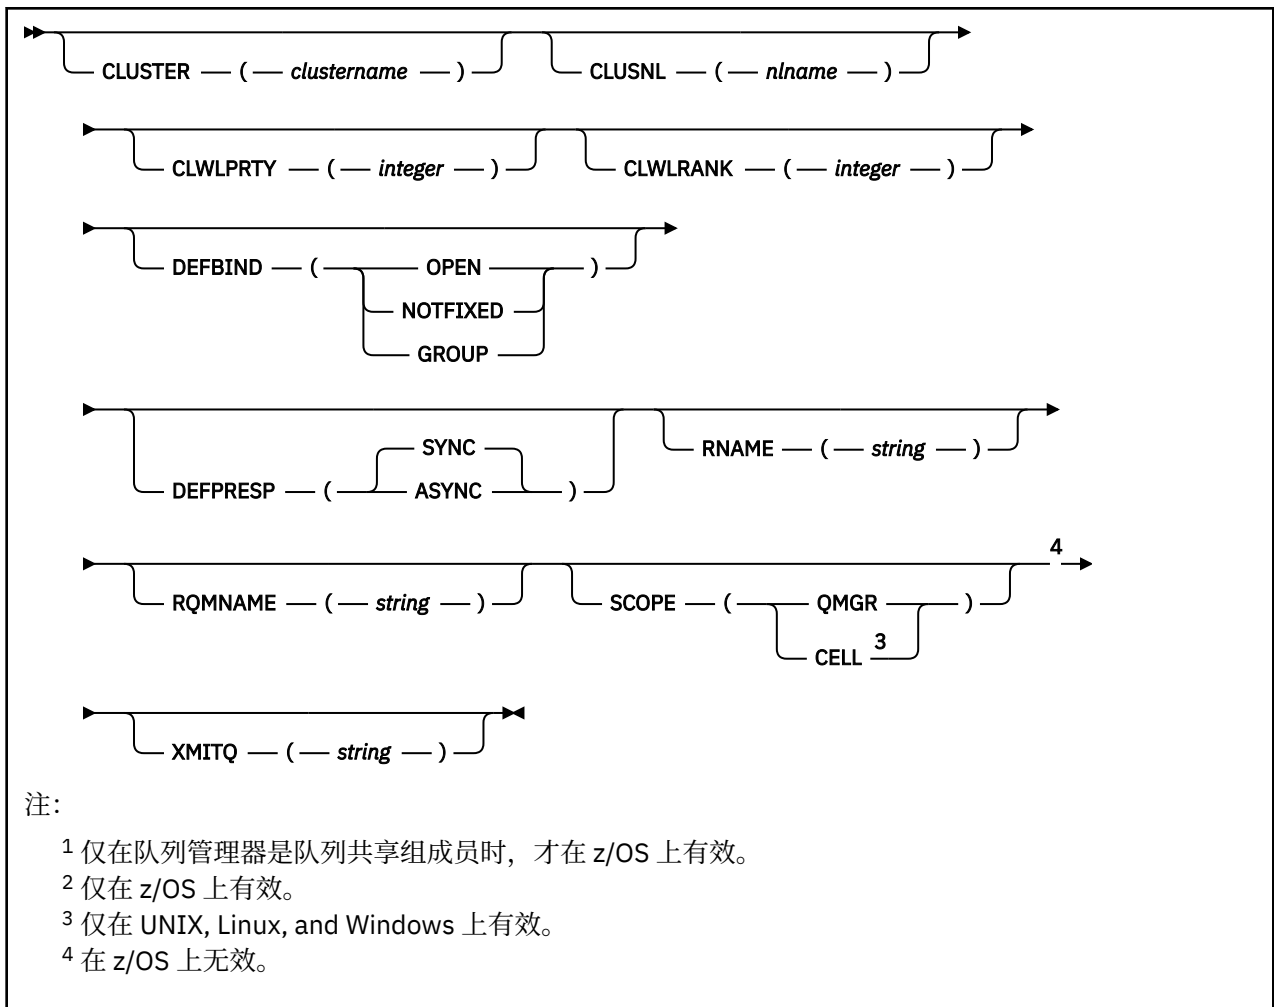 CLUSTER ( clustername ) CLUSNL ( nlname )
CLWLPRTY ( integer ) CLWLRANK ( integer )
DEFBIND ( OPEN )
NOTFIXED
GROUP
SYNC
RNAME ( string )
DEFPRESP ( ASYNC )
4
RQMNAME ( string ) SCOPE ( QMGR )
CELL 3
XMITQ ( string )
注：
1 仅在队列管理器是队列共享组成员时，才在 z/OS 上有效。
2 仅在 z/OS 上有效。
3 仅在 UNIX, Linux, and Windows 上有效。
4 在 z/OS 上无效。